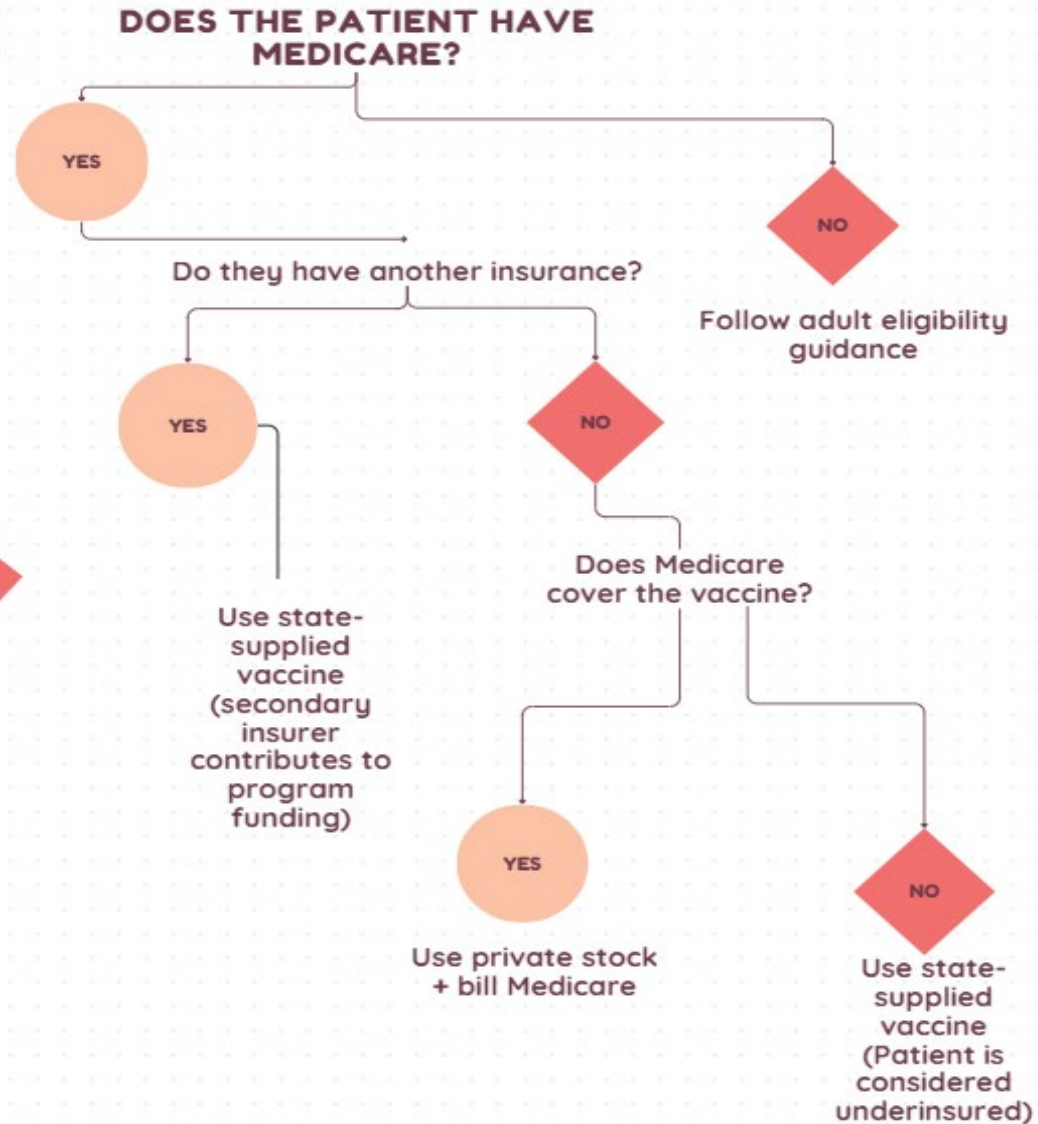 DOES THE PATIENT HAVE
MEDICARE?
YES
NO
Do they have another insurance?
Follow adult eligibility
guidance
YES
NO
Does Medicare
cover the vaccine?
Use state-
supplied
vaccine
(secondary
insurer
contributes to
program
funding)
YES
NO
Use private stock
+ bill Medicare
Use state-
supplied
vaccine
(Patient is
considered
underinsured)